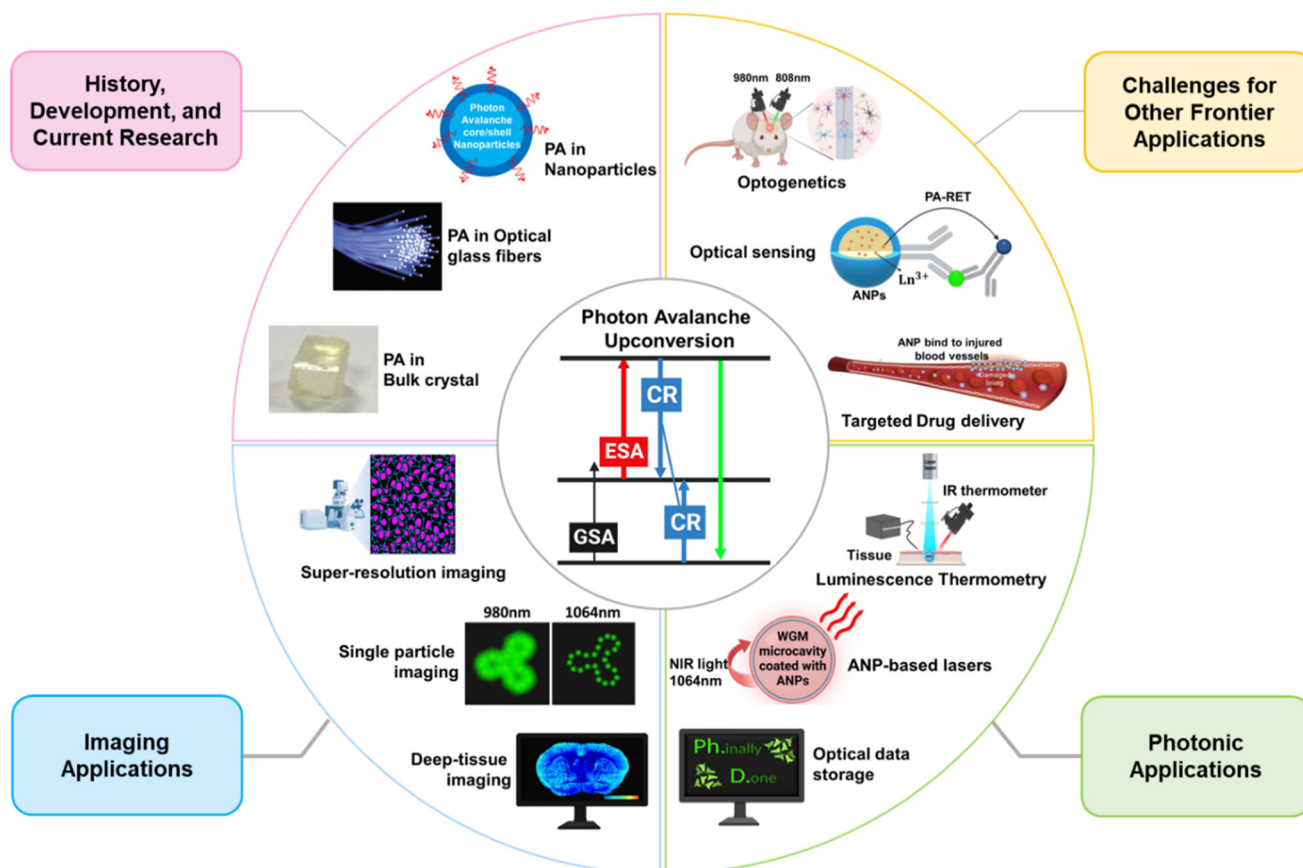 History,
Development, and
Current Research
Photon
Avalanche
core/shell
Nanoparticles
PA in
Nanoparticles
PA in Optical
glass fibers
PA in
Bulk crystal
980nm 808nm
Optogenetics
PA-RET
Optical sensing
ANPs
Ln³⁺
ANP bind to injured
blood vessels
Damaged
lining
Targeted Drug delivery
Challenges for
Other Frontier
Applications
Photon Avalanche
Upconversion
CR
ESA
CR
GSA
Super-resolution imaging
980nm 1064nm
Single particle
imaging
Deep-tissue
imaging
Imaging
Applications
Laser
beam
IR thermometer
Tissue
Luminescence Thermometry
WGM
microcavity
coated with
ANPs
NIR light
1064nm
ANP-based lasers
Ph.inally
D.one
Optical data
storage
Photonic
Applications